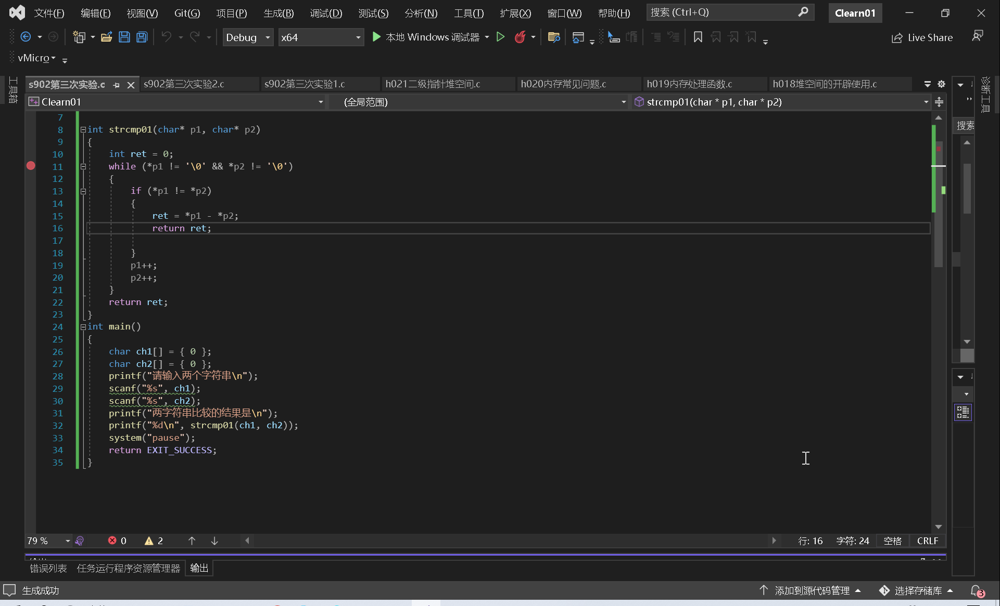 文件(F) 编辑(E) 视图(V) Git(G) 项目(P) 生成(B) 调试(D) 测试(S) 分析(N) 工具(T) 扩展(X) 窗口(W) 帮助(H) 搜索 (Ctrl+Q) Clearn01
Debug x64 本地 Windows 调试器 Live Share
vMicro
工具箱
s902第三次实验.c s902第三次实验2.c s902第三次实验1.c h021二级指针堆空间.c h020内存常见问题.c h019内存处理函数.c h018堆空间的开辟使用.c
诊断工具
Clearn01 (全局范围) strcmp01(char * p1, char * p2)
搜索
7
8 int strcmp01(char* p1, char* p2)
9 {
10 int ret = 0;
11 while (*p1 != '\0' && *p2 != '\0')
12 {
13 if (*p1 != *p2)
14 {
15 ret = *p1 - *p2;
16 return ret;
17
18 }
19 p1++;
20 p2++;
21 }
22 return ret;
23 }
24 int main()
25 {
26 char ch1[] = { 0 };
27 char ch2[] = { 0 };
28 printf("请输入两个字符串\n");
29 scanf("%s", ch1);
30 scanf("%s", ch2);
31 printf("两字符串比较的结果是\n");
32 printf("%d\n", strcmp01(ch1, ch2));
33 system("pause");
34 return EXIT_SUCCESS;
35 }
79 % 0 2 行: 16 字符: 24 空格 CRLF
错误列表 任务运行程序资源管理器 输出
生成成功 添加到源代码管理 选择存储库 3